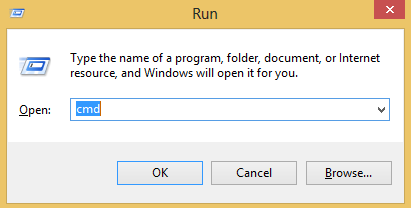 Run
Type the name of a program, folder, document, or Internet
resource, and Windows will open it for you.
Open: cmd
OK Cancel Browse...